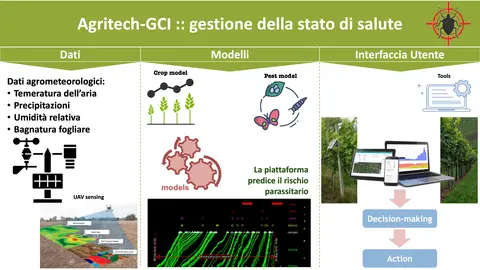 Agritech-GCI :: gestione della stato di salute
Dati
Modelli
Interfaccia Utente
Dati agrometeorologici:
• Temeratura dell'aria
• Precipitazioni
• Umidità relativa
• Bagnatura fogliare
UAV sensing
Crop model
Pest model
models
La piattaforma
predice il rischio
parassitario
Tools
Decision-making
Action